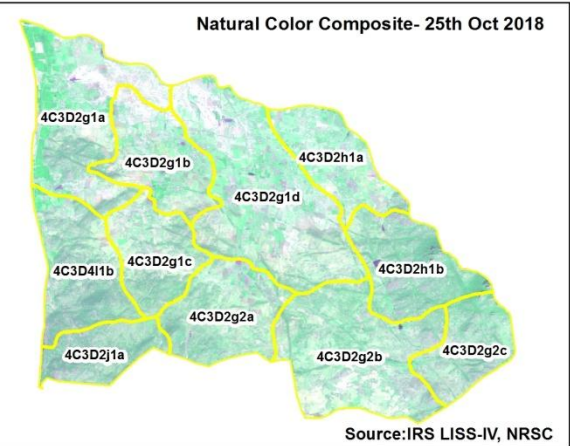 Natural Color Composite- 25th Oct 2018
4C3D2g1a
4C3D2g1b
4C3D2h1a
4C3D2g1d
4C3D4l1b
4C3D2g1c
4C3D2h1b
4C3D2g2a
4C3D2j1a
4C3D2g2b
4C3D2g2c
Source:IRS LISS-IV, NRSC